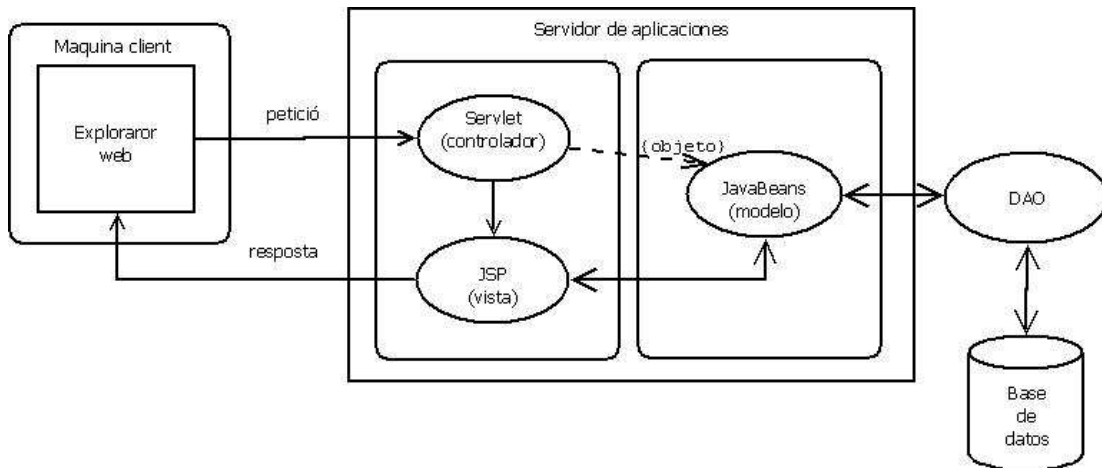 Servidor de aplicaciones
Maquina client
Exploraror
web
petició
Servlet
(controlador)
{objeto}
JavaBeans
(modelo)
DAO
resposta
JSP
(vista)
Base
de
datos